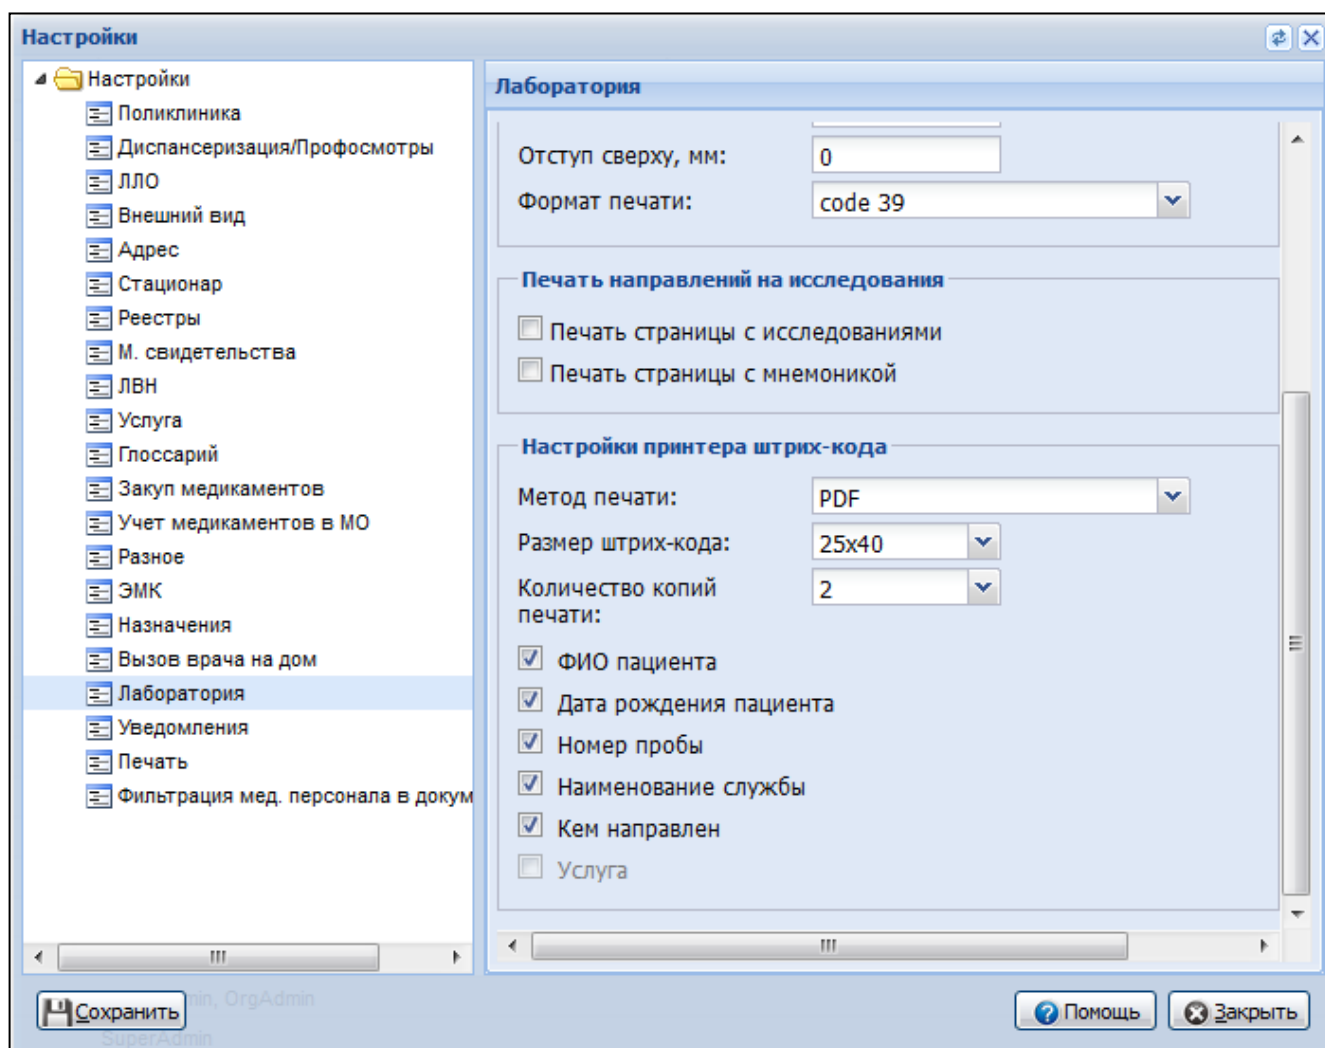 Настройки
Настройки
Поликлиника
Диспансеризация/Профосмотры
ЛЛО
Внешний вид
Адрес
Стационар
Реестры
М. свидетельства
ЛВН
Услуга
Глоссарий
Закуп медикаментов
Учет медикаментов в МО
Разное
ЭМК
Назначения
Вызов врача на дом
Лаборатория
Уведомления
Печать
Фильтрация мед. персонала в докум
Лаборатория
Отступ сверху, мм: 0
Формат печати: code 39
Печать направлений на исследования
Печать страницы с исследованиями
Печать страницы с мнемоникой
Настройки принтера штрих-кода
Метод печати: PDF
Размер штрих-кода: 25x40
Количество копий 2
печати:
ФИО пациента
Дата рождения пациента
Номер пробы
Наименование службы
Кем направлен
Услуга
min, OrgAdmin
SuperAdmin
Сохранить
Помощь
Закрыть